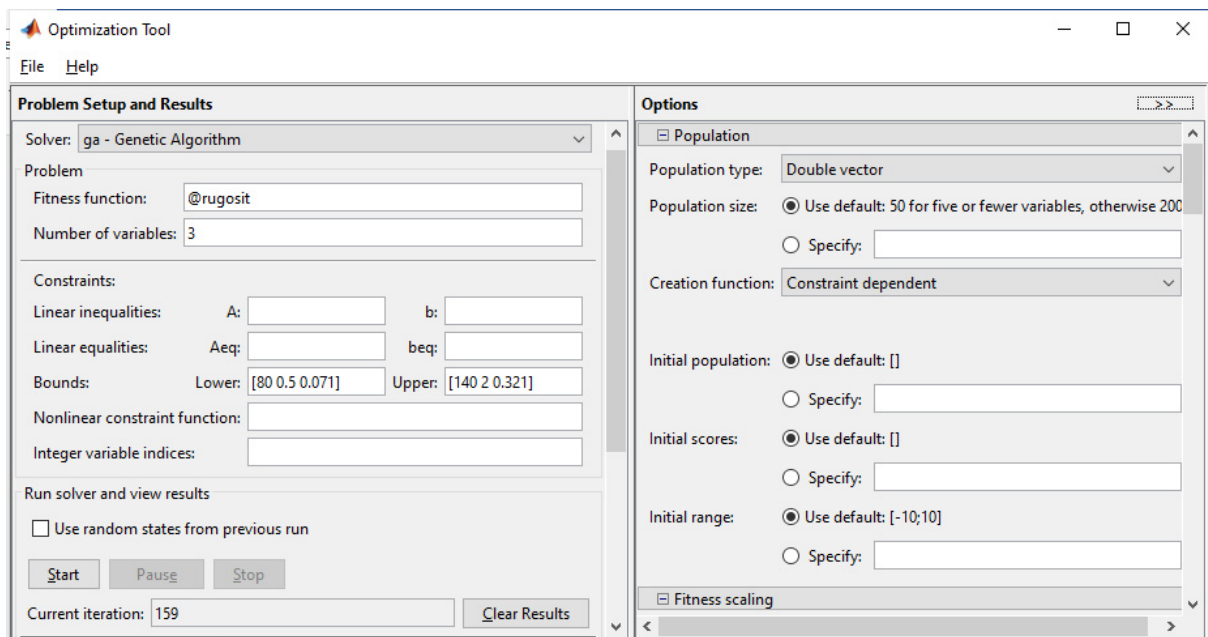 Optimization Tool
File Help
Problem Setup and Results
Solver: ga - Genetic Algorithm
Problem
Fitness function: @rugosit
Number of variables: 3
Constraints:
Linear inequalities: A: b:
Linear equalities: Aeq: beq:
Bounds: Lower: [80 0.5 0.071] Upper: [140 2 0.321]
Nonlinear constraint function:
Integer variable indices:
Run solver and view results
Use random states from previous run
Start Pause Stop
Current iteration: 159 Clear Results
Options >>
Population
Population type: Double vector
Population size: Use default: 50 for five or fewer variables, otherwise 200
Specify:
Creation function: Constraint dependent
Initial population: Use default: []
Specify:
Initial scores: Use default: []
Specify:
Initial range: Use default: [-10;10]
Specify:
Fitness scaling